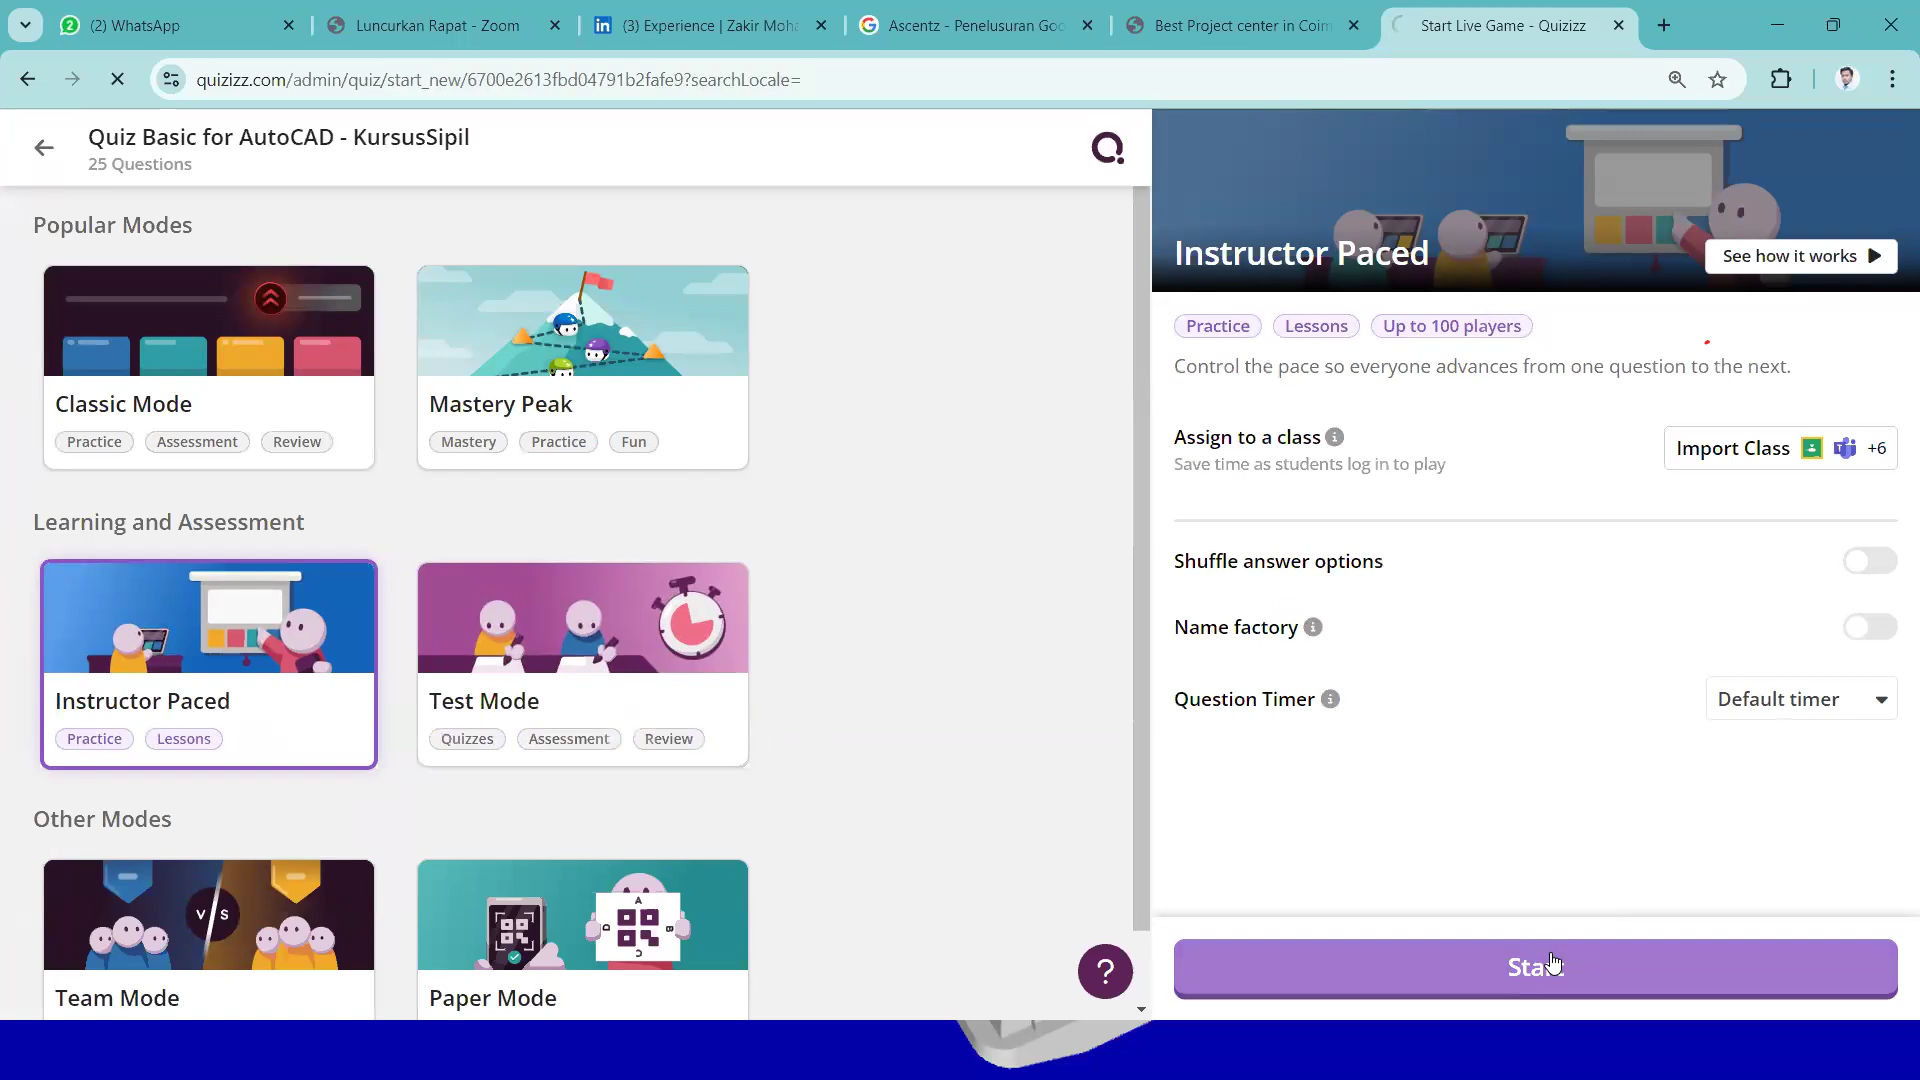 (2) WhatsApp
Luncurkan Rapat - Zoom
(3) Experience | Zakir Moha
Ascentz - Penelusuran Goo
Best Project center in Coim
Start Live Game - Quizizz
quizizz.com/admin/quiz/start_new/6700e2613fbd04791b2fafe9?searchLocale=
Quiz Basic for AutoCAD - KursusSipil
25 Questions
Popular Modes
Classic Mode
Practice
Assessment
Review
Mastery Peak
Mastery
Practice
Fun
Learning and Assessment
Instructor Paced
Practice
Lessons
Test Mode
Quizzes
Assessment
Review
Other Modes
V S
Team Mode
A
B
C
D
Paper Mode
?
Instructor Paced
See how it works
Practice
Lessons
Up to 100 players
Control the pace so everyone advances from one question to the next.
Assign to a class
Save time as students log in to play
Import Class +6
Shuffle answer options
Name factory
Question Timer
Default timer
Start